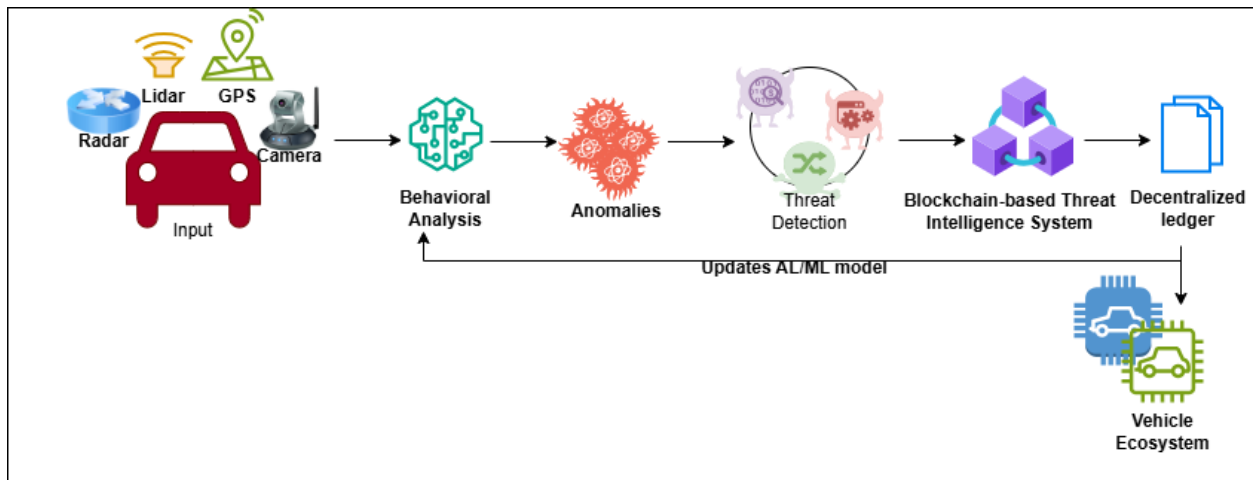 Lidar
GPS
Radar
Camera
Input
Behavioral
Analysis
Anomalies
Threat
Detection
Blockchain-based Threat
Intelligence System
Decentralized
ledger
Updates AL/ML model
Vehicle
Ecosystem